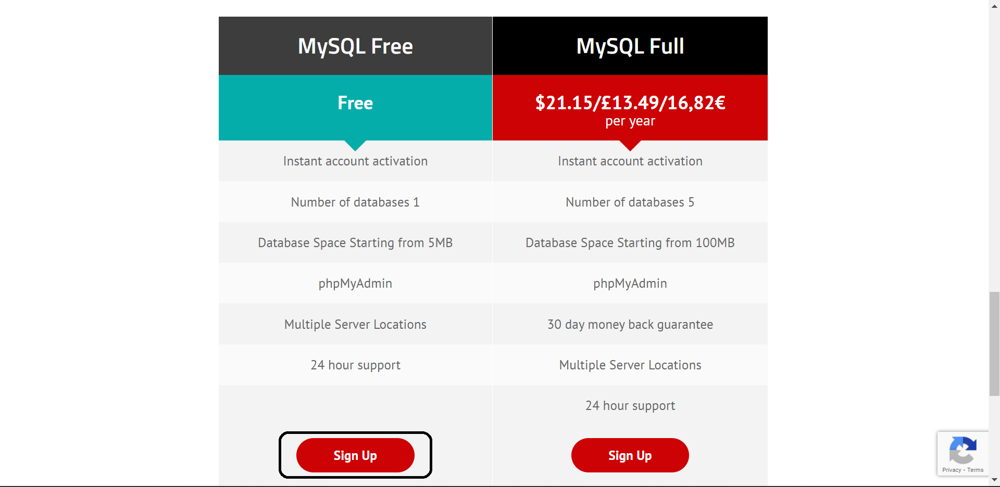 MySQL Free
Free
Instant account activation
Number of databases 1
Database Space Starting from 5MB
phpMyAdmin
Multiple Server Locations
24 hour support
Sign Up
MySQL Full
$21.15/£13.49/16,82€
per year
Instant account activation
Number of databases 5
Database Space Starting from 100MB
phpMyAdmin
30 day money back guarantee
Multiple Server Locations
24 hour support
Sign Up
Privacy - Terms